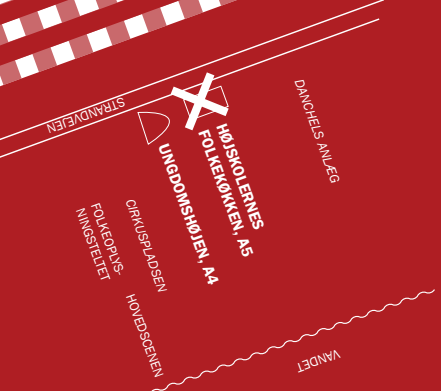 STRANDVEJEN
DANCHELS ANLÆG
HØJSKOLERNES
FOLKEKØKKEN, A5
UNGDOMSHØJEN, A4
CIRKUSPLADSEN
FOLKEOPLYS-
NINGSTELTET
HOVEDSCENEN
VANDET